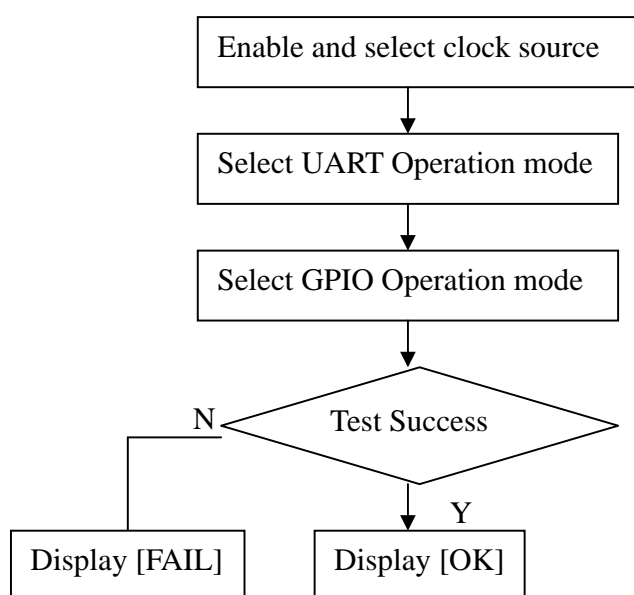 Enable and select clock source
Select UART Operation mode
Select GPIO Operation mode
Test Success
N
Y
Display [FAIL]
Display [OK]